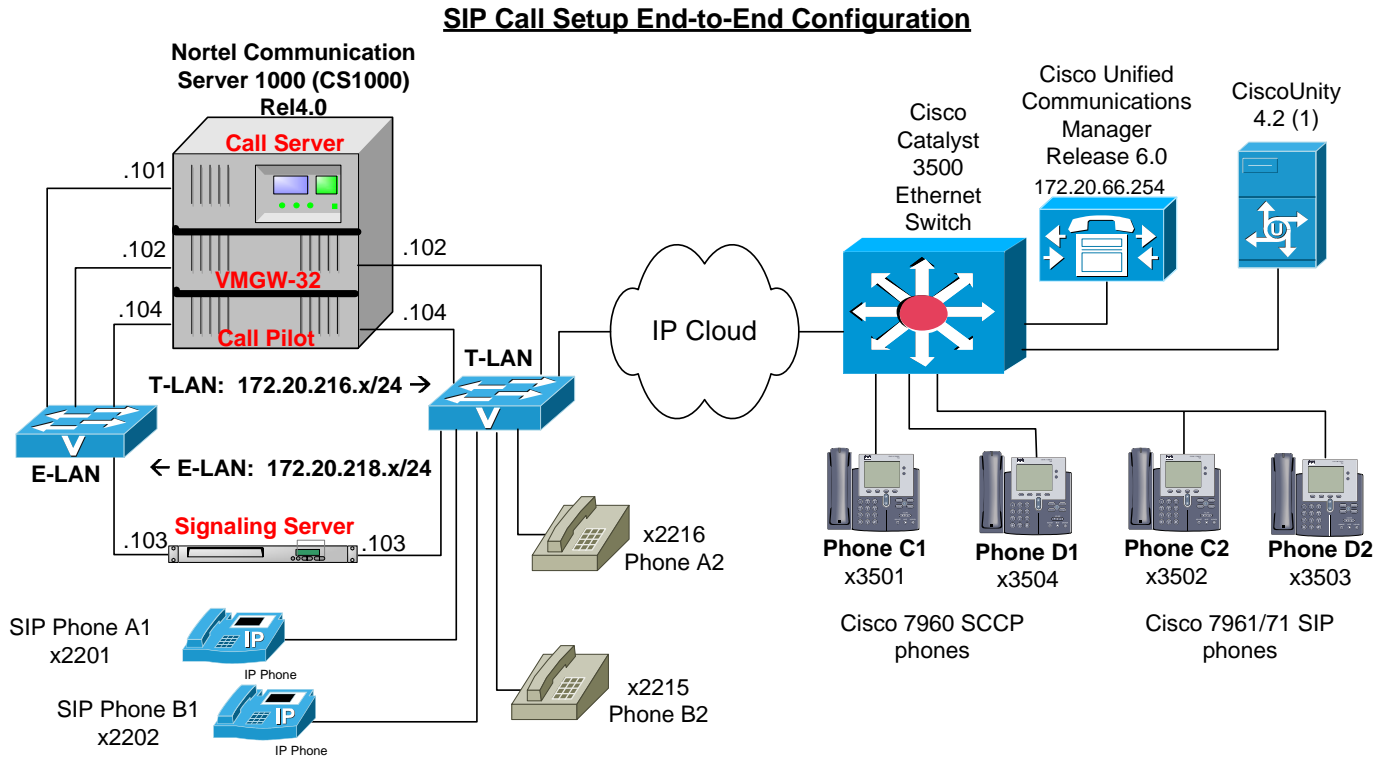 SIP Call Setup End-to-End Configuration
Nortel Communication
Server 1000 (CS1000)
Rel4.0
Call Server
.101
.102
VMGW-32
.102
.104
Call Pilot
.104
T-LAN
T-LAN: 172.20.216.x/24 →
V
V
E-LAN
← E-LAN: 172.20.218.x/24
Signaling Server
.103
.103
SIP Phone A1
x2201
IP
IP Phone
SIP Phone B1
x2202
IP
IP Phone
x2216
Phone A2
x2215
Phone B2
IP Cloud
Cisco
Catalyst
3500
Ethernet
Switch
Cisco Unified
Communications
Manager
Release 6.0
172.20.66.254
CiscoUnity
4.2 (1)
U
Phone C1
x3501
Phone D1
x3504
Phone C2
x3502
Phone D2
x3503
Cisco 7960 SCCP
phones
Cisco 7961/71 SIP
phones